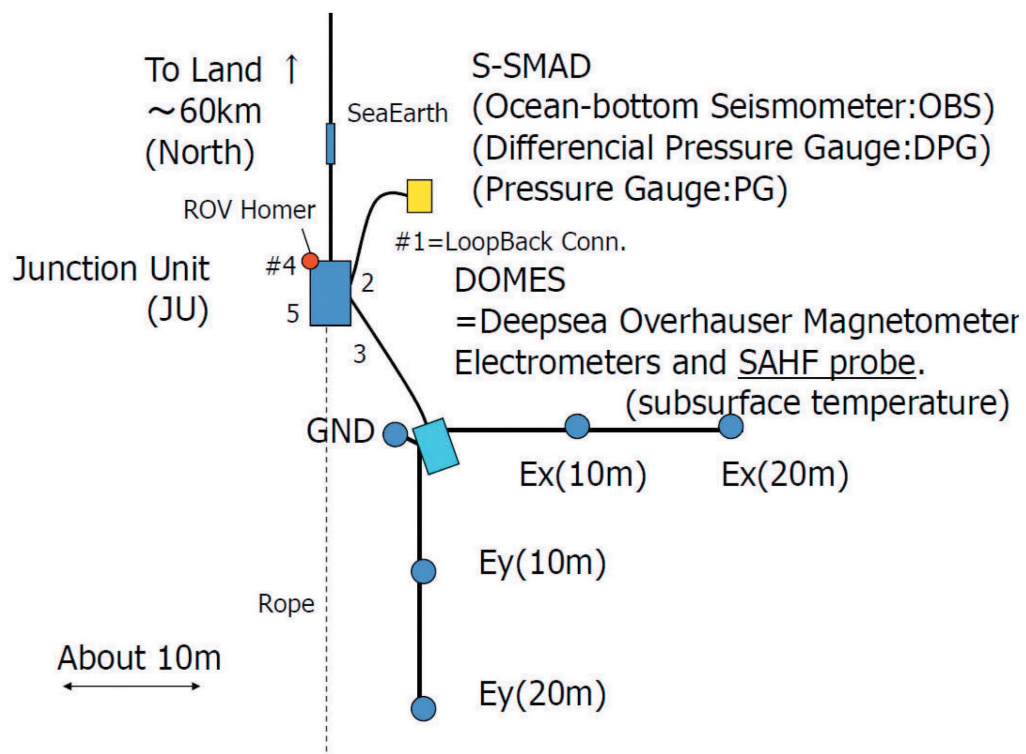 To Land ↑
～60km
(North)
SeaEarth
S-SMAD
(Ocean-bottom Seismometer:OBS)
(Differencial Pressure Gauge:DPG)
(Pressure Gauge:PG)
ROV Homer
#1=LoopBack Conn.
Junction Unit
(JU)
#4
5
2
3
DOMES
=Deepsea Overhauser Magnetometer
Electrometers and SAHF probe.
(subsurface temperature)
GND
Ex(10m)
Ex(20m)
Ey(10m)
Rope
About 10m
Ey(20m)